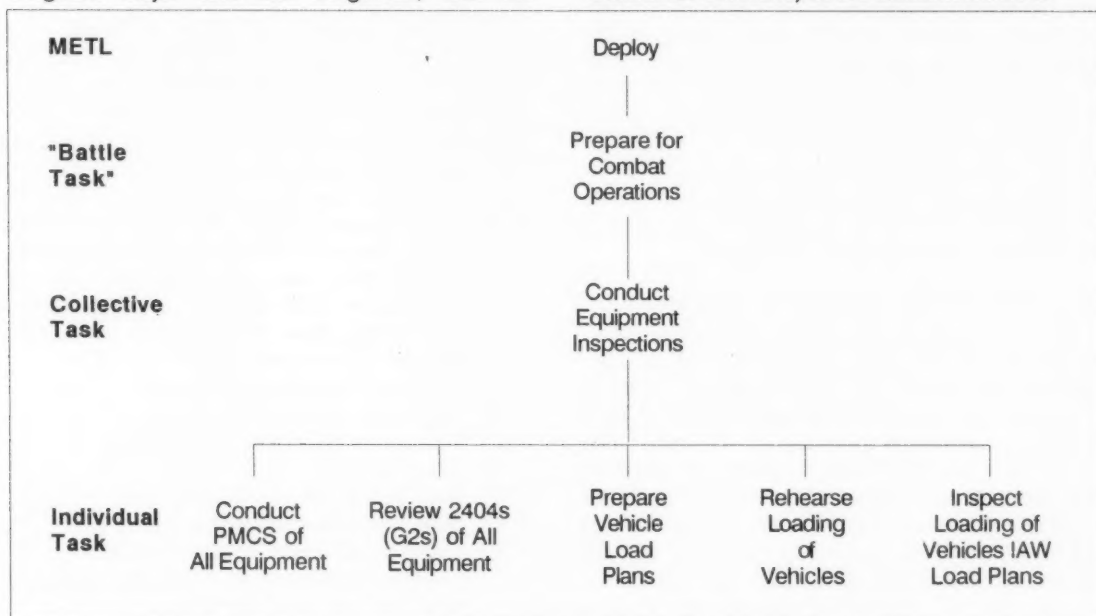 METL
Deploy
"Battle
Task"
Prepare for
Combat
Operations
Collective
Task
Conduct
Equipment
Inspections
Individual
Task
Conduct
PMCS of
All Equipment
Review 2404s
(G2s) of All
Equipment
Prepare
Vehicle
Load
Plans
Rehearse
Loading
of
Vehicles
Inspect
Loading of
Vehicles IAW
Load Plans